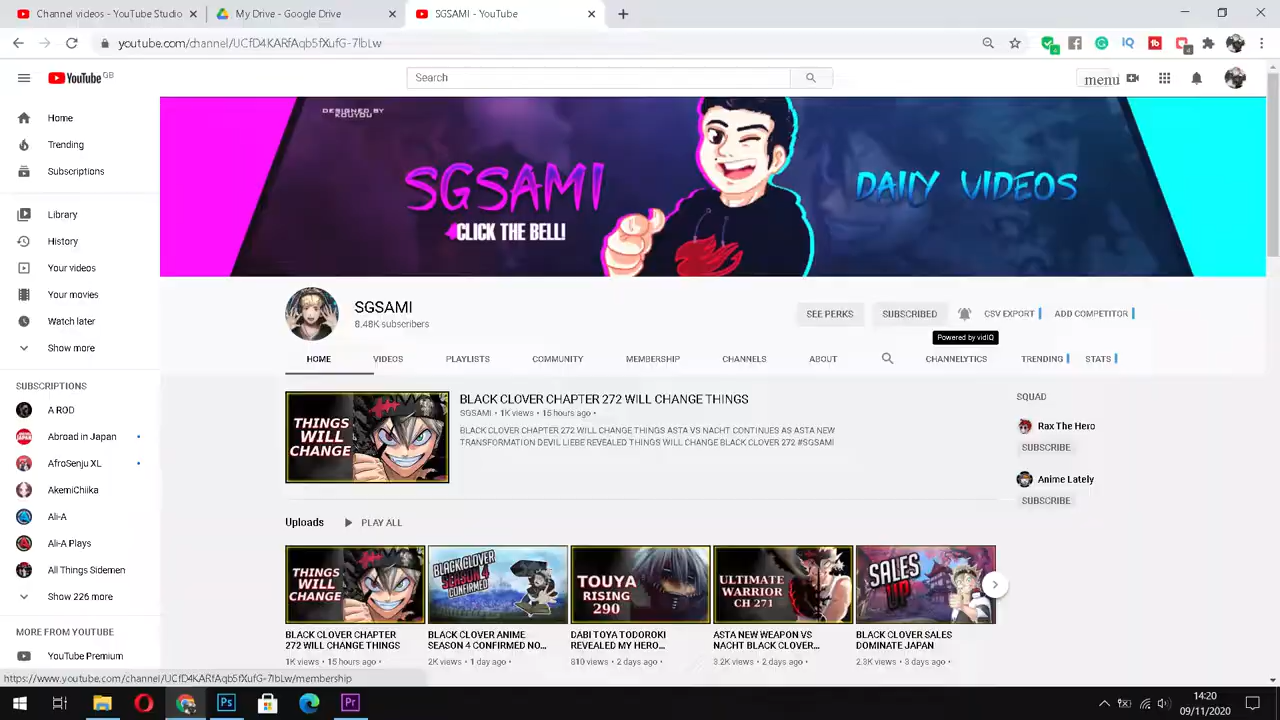 Channel videos - YouTube Studio
My Drive - Google Drive
SGSAMI - YouTube
youtube.com/channel/UCfD4KARfAqb5fXufG-7lbLw
YouTube GB
Search
menu
Home
Trending
Subscriptions
Library
History
Your videos
Your movies
Watch later
Show more
SUBSCRIPTIONS
A ROD
Abroad in Japan
AfroSenju XL
AkemiChiika
Ali-A
Ali-A Plays
All Things Sidemen
Show 226 more
MORE FROM YOUTUBE
YouTube Premium
DESIGNED BY
KOUYOU
SGSAMI
CLICK THE BELL!
DAILY VIDEOS
SGSAMI
8.48K subscribers
SEE PERKS
SUBSCRIBED
CSV EXPORT
ADD COMPETITOR
Powered by vidIQ
HOME
VIDEOS
PLAYLISTS
COMMUNITY
MEMBERSHIP
CHANNELS
ABOUT
CHANNELYTICS
TRENDING
STATS
THINGS
WILL
CHANGE
BLACK CLOVER CHAPTER 272 WILL CHANGE THINGS
SGSAMI • 1K views • 15 hours ago •
BLACK CLOVER CHAPTER 272 WILL CHANGE THINGS ASTA VS NACHT CONTINUES AS ASTA NEW
TRANSFORMATION DEVIL LIEBE REVEALED THINGS WILL CHANGE BLACK CLOVER 272 #SGSAMI
SQUAD
Rax The Hero
SUBSCRIBE
Anime Lately
SUBSCRIBE
Uploads
PLAY ALL
THINGS
WILL
CHANGE
BLACK CLOVER CHAPTER
272 WILL CHANGE THINGS
1K views • 15 hours ago •
BLACK CLOVER
SEASON 4
CONFIRMED
BLACK CLOVER ANIME
SEASON 4 CONFIRMED NO...
2K views • 1 day ago •
TOUYA
RISING
290
DABI TOYA TODOROKI
REVEALED MY HERO...
810 views • 2 days ago •
ULTIMATE
WARRIOR
CH 271
ASTA NEW WEAPON VS
NACHT BLACK CLOVER...
3.2K views • 2 days ago •
SALES
UP
BLACK CLOVER SALES
DOMINATE JAPAN
2.3K views • 3 days ago •
https://www.youtube.com/channel/UCfD4KARfAqb5fXufG-7lbLw/membership
14:20
09/11/2020